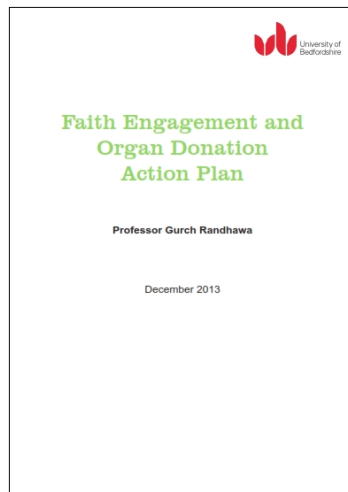 University of
Bedfordshire
Faith Engagement and
Organ Donation
Action Plan
Professor Gurch Randhawa
December 2013